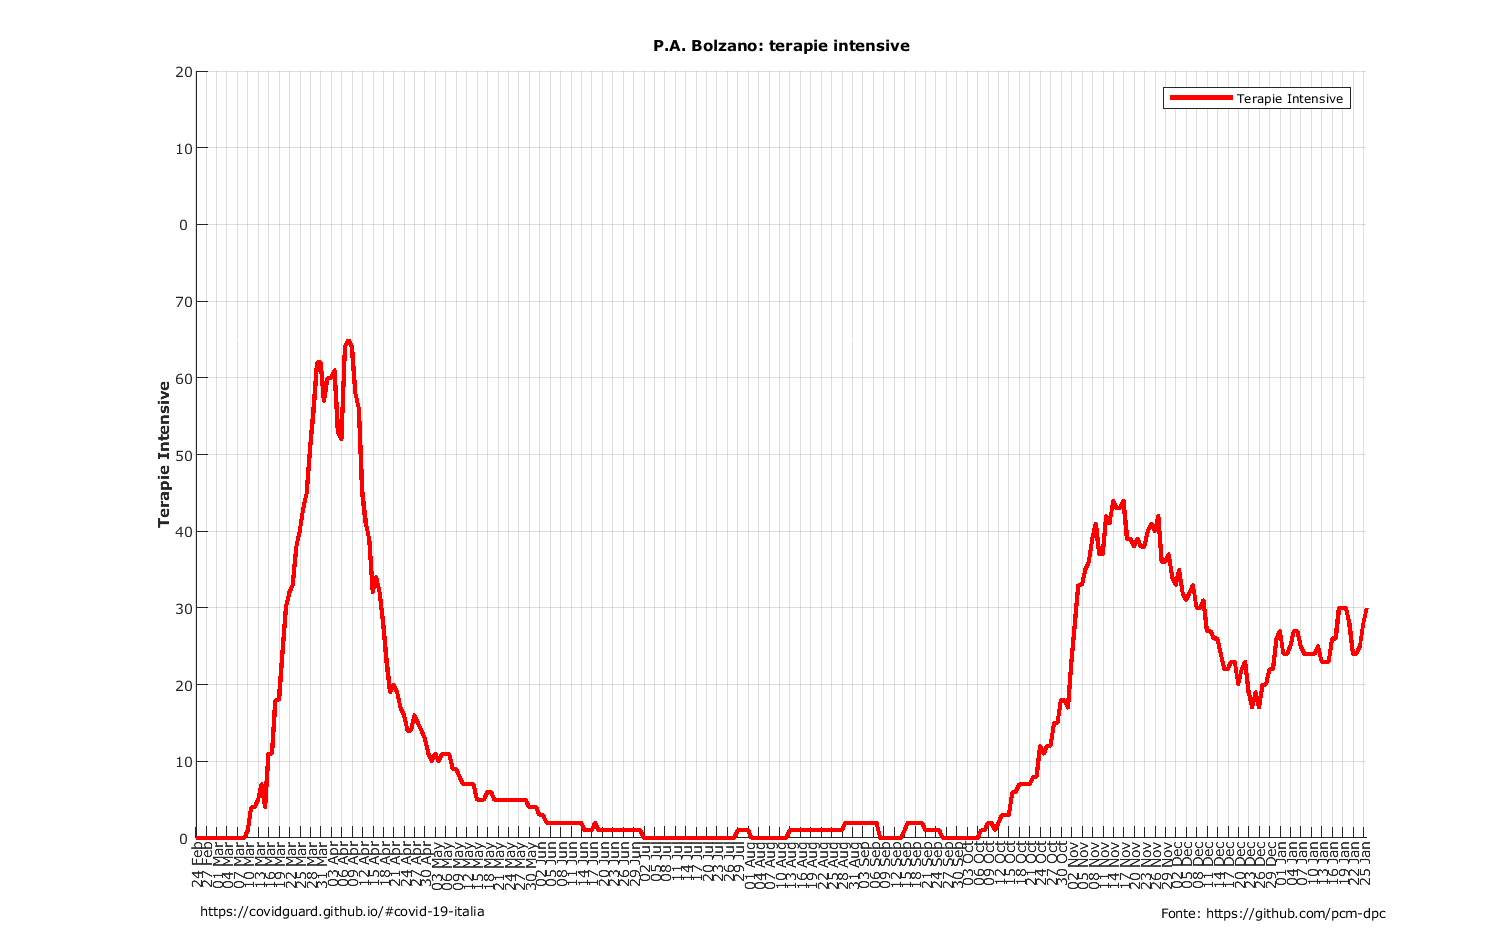 P.A. Bolzano: terapie intensive
Terapie Intensive
20
10
0
70
60
50
40
30
20
10
0
Terapie Intensive
24 Feb
27 Feb
01 Mar
04 Mar
07 Mar
10 Mar
13 Mar
16 Mar
19 Mar
22 Mar
25 Mar
28 Mar
31 Mar
03 Apr
06 Apr
09 Apr
12 Apr
15 Apr
18 Apr
21 Apr
24 Apr
27 Apr
30 Apr
03 May
06 May
09 May
12 May
15 May
18 May
21 May
24 May
27 May
30 May
02 Jun
05 Jun
08 Jun
11 Jun
14 Jun
17 Jun
20 Jun
23 Jun
26 Jun
29 Jun
02 Jul
05 Jul
08 Jul
11 Jul
14 Jul
17 Jul
20 Jul
23 Jul
26 Jul
29 Jul
01 Aug
04 Aug
07 Aug
10 Aug
13 Aug
16 Aug
19 Aug
22 Aug
25 Aug
28 Aug
31 Aug
03 Sep
06 Sep
09 Sep
12 Sep
15 Sep
18 Sep
21 Sep
24 Sep
27 Sep
30 Sep
03 Oct
06 Oct
09 Oct
12 Oct
15 Oct
18 Oct
21 Oct
24 Oct
27 Oct
30 Oct
02 Nov
05 Nov
08 Nov
11 Nov
14 Nov
17 Nov
20 Nov
23 Nov
26 Nov
29 Nov
02 Dec
05 Dec
08 Dec
11 Dec
14 Dec
17 Dec
20 Dec
23 Dec
26 Dec
29 Dec
01 Jan
04 Jan
07 Jan
10 Jan
13 Jan
16 Jan
19 Jan
22 Jan
25 Jan
https://covidguard.github.io/#covid-19-italia
Fonte: https://github.com/pcm-dpc